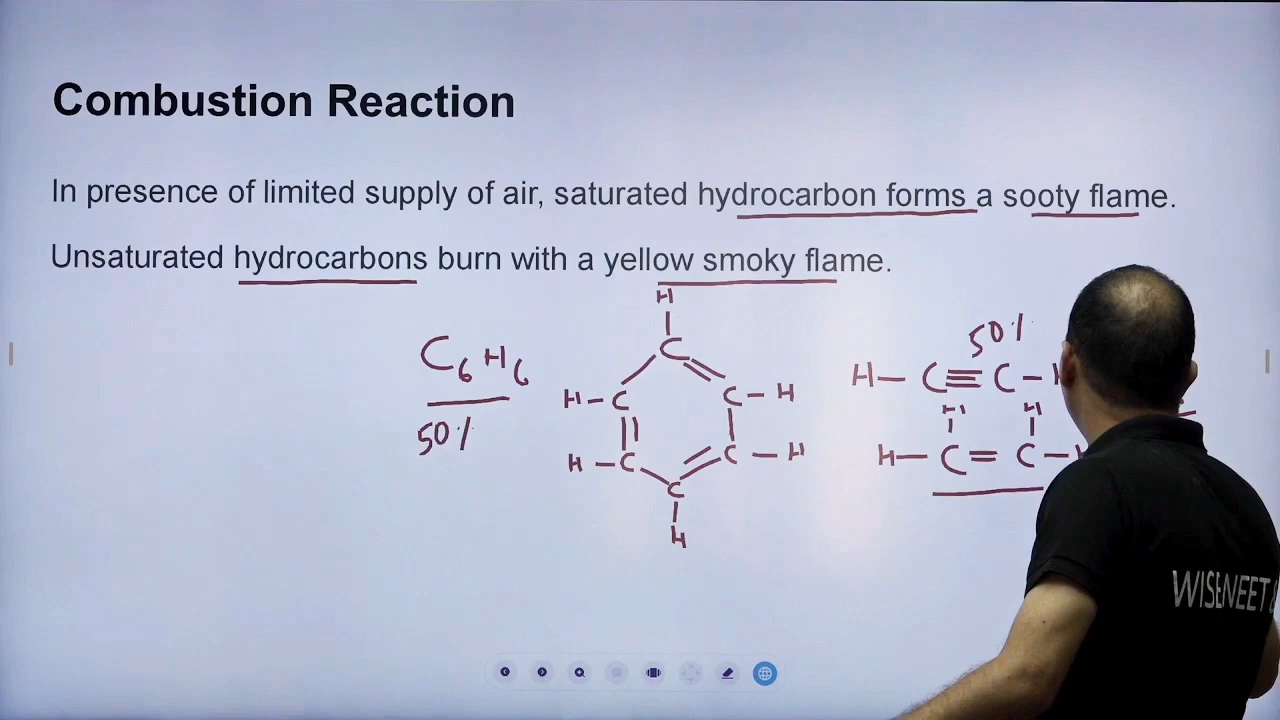 Combustion Reaction
In presence of limited supply of air, saturated hydrocarbon forms a sooty flame.
Unsaturated hydrocarbons burn with a yellow smoky flame.
C6H6
50%
H
C
H-C C-H
H-C C-H
C
H
50%
H-C≡C-
H H
H-C=C-
WISENEET